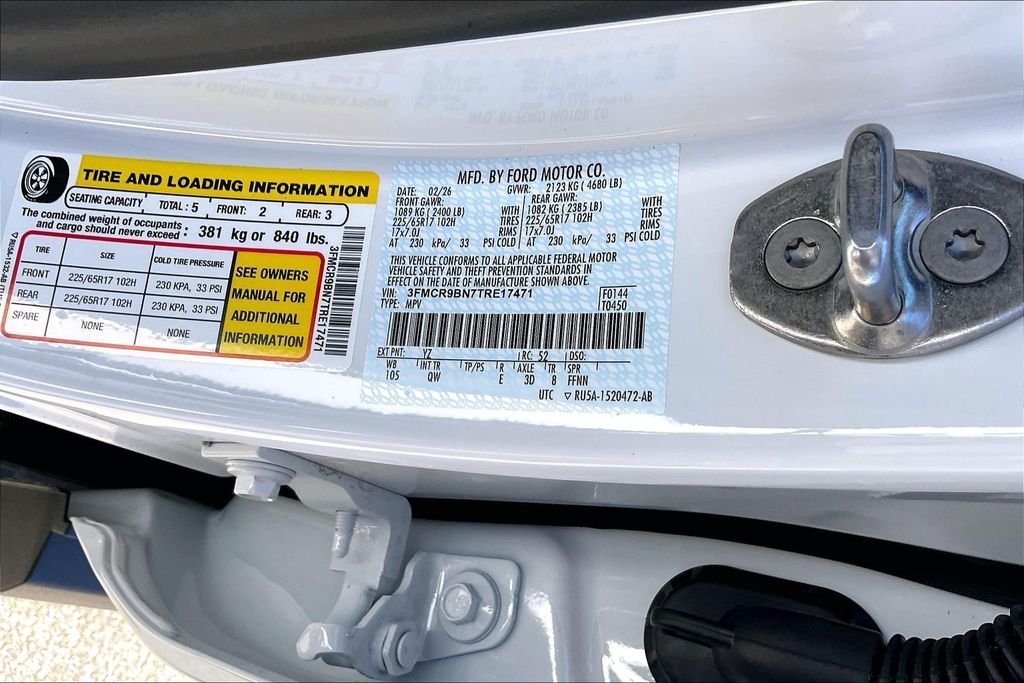 TIRE AND LOADING INFORMATION
SEATING CAPACITY TOTAL: 5 FRONT: 2 REAR: 3
The combined weight of occupants
and cargo should never exceed : 381 kg or 840 lbs.
TIRE SIZE COLD TIRE PRESSURE
FRONT 225/65R17 102H 230 KPA, 33 PSI
REAR 225/65R17 102H 230 KPA, 33 PSI
SPARE NONE NONE
SEE OWNERS
MANUAL FOR
ADDITIONAL
INFORMATION
3FMCR9BN7TRE17471
MFD. BY FORD MOTOR CO.
DATE: 02/26 GVWR: 2123 KG ( 4680 LB)
FRONT GAWR: REAR GAWR:
1089 KG ( 2400 LB) WITH 1082 KG ( 2385 LB) WITH
225/65R17 102H TIRES 225/65R17 102H TIRES
17x7.0J RIMS 17x7.0J RIMS
AT 230 kPa/ 33 PSI COLD AT 230 kPa/ 33 PSI COLD
THIS VEHICLE CONFORMS TO ALL APPLICABLE FEDERAL MOTOR
VEHICLE SAFETY AND THEFT PREVENTION STANDARDS IN
EFFECT ON THE DATE OF MANUFACTURE SHOWN ABOVE.
VIN: 3FMCR9BN7TRE17471 F0144
TYPE: MPV T0450
EXT PNT: YZ RC: 52 DSO:
WB INT TR TP/PS R AXLE TR SPR
105 QW E 3D 8 FFNN
UTC ▽ RU5A-1520472-AB